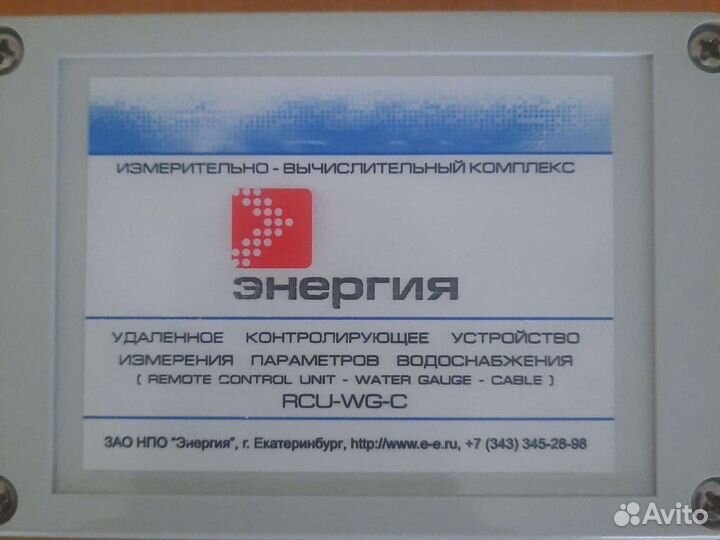 ИЗМЕРИТЕЛЬНО - ВЫЧИСЛИТЕЛЬНЫЙ КОМПЛЕКС
энергия
УДАЛЕННОЕ КОНТРОЛИРУЮЩЕЕ УСТРОЙСТВО
ИЗМЕРЕНИЯ ПАРАМЕТРОВ ВОДОСНАБЖЕНИЯ
( REMOTE CONTROL UNIT - WATER GAUGE - CABLE )
RCU-WG-C
ЗАО НПО "Энергия", г. Екатеринбург, http://www.e-e.ru, +7 (343) 345-28-98
Avito